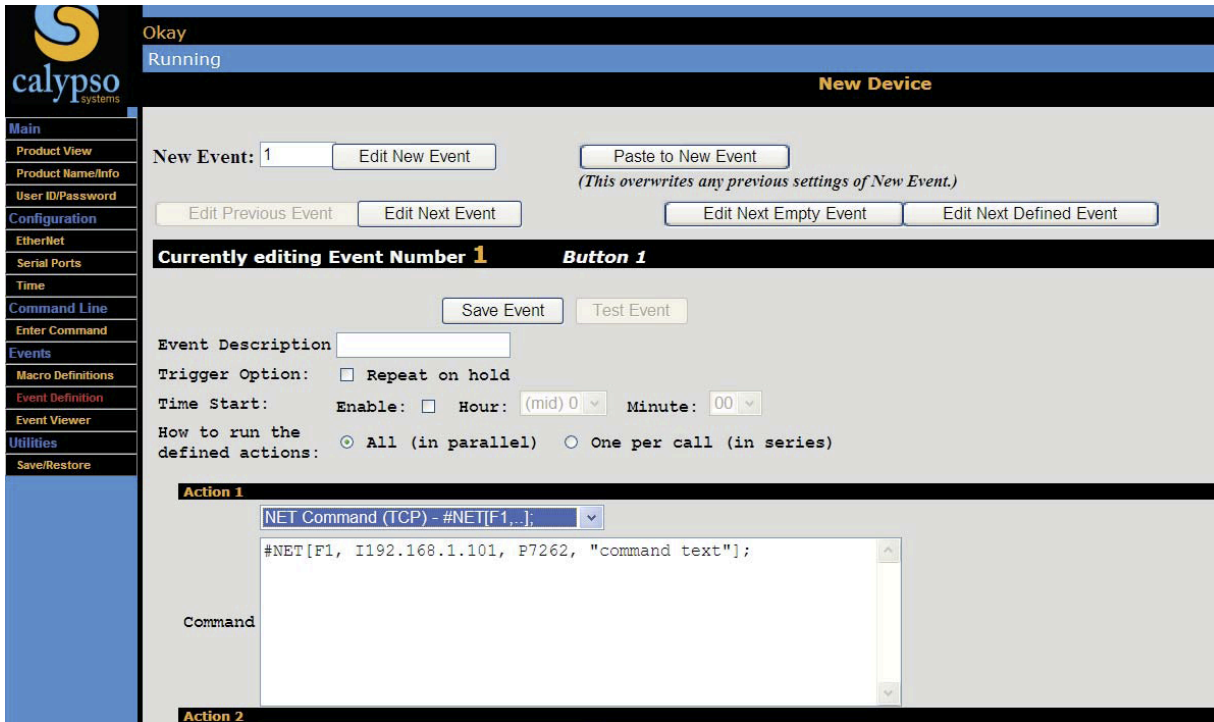 calypso
systems
Okay
Running
New Device
Main
Product View
Product Name/Info
User ID/Password
Configuration
EtherNet
Serial Ports
Time
Command Line
Enter Command
Events
Macro Definitions
Event Definition
Event Viewer
Utilities
Save/Restore
New Event: 1 Edit New Event Paste to New Event
(This overwrites any previous settings of New Event.)
Edit Previous Event Edit Next Event Edit Next Empty Event Edit Next Defined Event
Currently editing Event Number 1 Button 1
Save Event Test Event
Event Description
Trigger Option: Repeat on hold
Time Start: Enable: Hour: (mid) 0 Minute: 00
How to run the
defined actions: All (in parallel) One per call (in series)
Action 1
NET Command (TCP) - #NET[F1,..];
#NET[F1, I192.168.1.101, P7262, "command text"];
Command
Action 2